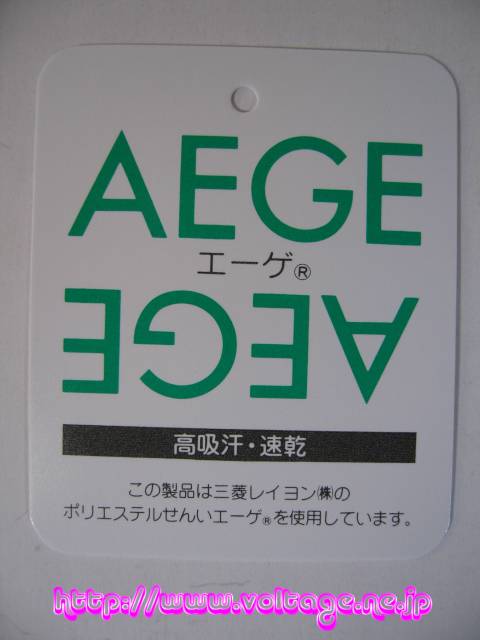 AEGE
エーゲ®
AEGE
高吸汗・速乾
この製品は三菱レイヨン㈱の
ポリエステルせんいエーゲ®を使用しています。
http://www.voltage.ne.jp